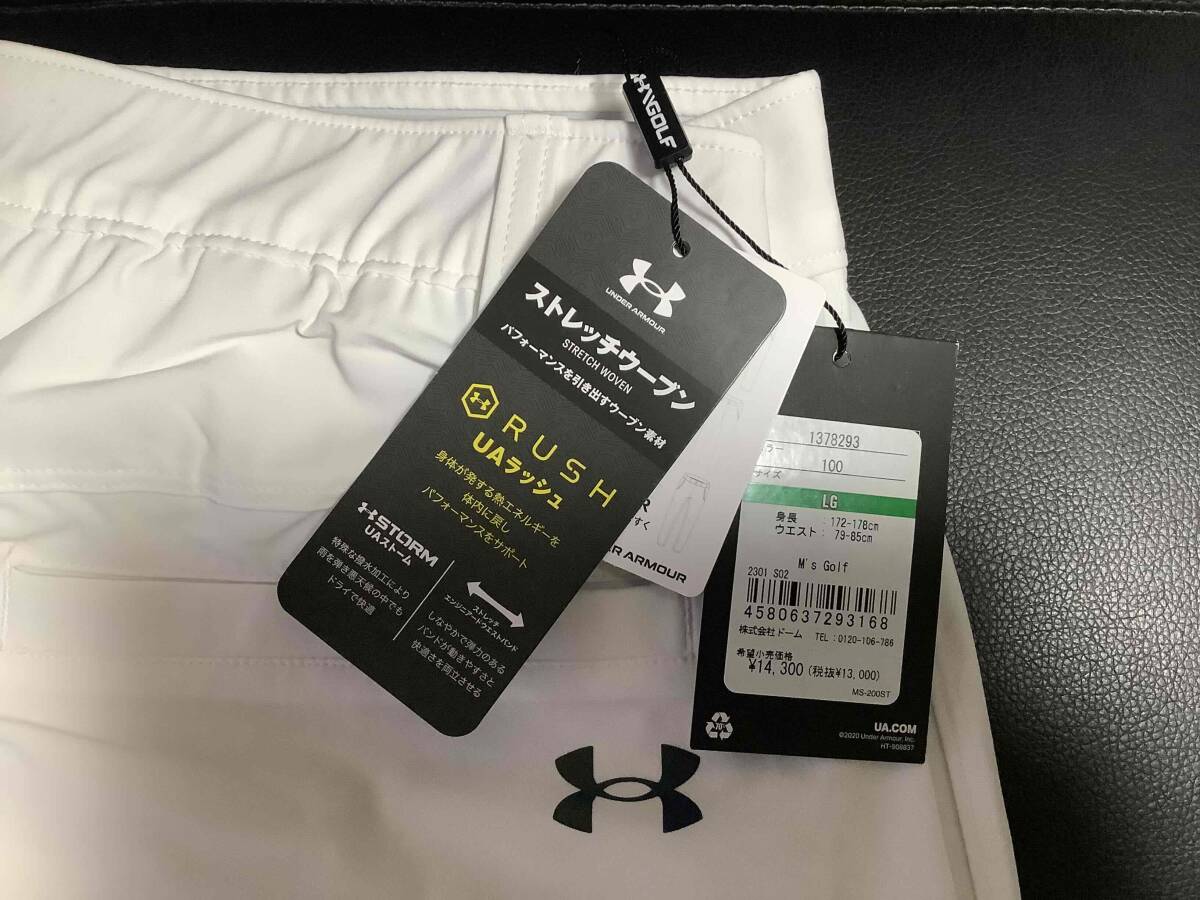 GOLF
UNDER ARMOUR
ストレッチウーブン
STRETCH WOVEN
パフォーマンスを引き出すウーブン素材
RUSH
UAラッシュ
身体が発する熱エネルギーを
体内に戻し
パフォーマンスをサポート
STORM
UAストーム
特殊な撥水加工により
雨を弾き悪天候の中でも
ドライで快適
ストレッチ
エンジニアードウエストバンド
しなやかで弾力のある
バンドが動きやすさと
快適さを両立させる
R
すく
ER ARMOUR
1378293
ラー
100
サイズ
LG
身長 : 172-178cm
ウエスト : 79-85cm
M's Golf
2301 S02
4580637293168
株式会社ドーム TEL : 0120-106-786
希望小売価格
¥14,300 (税抜¥13,000)
MS-200ST
UA.COM
©2020 Under Armour, Inc.
HT-908837